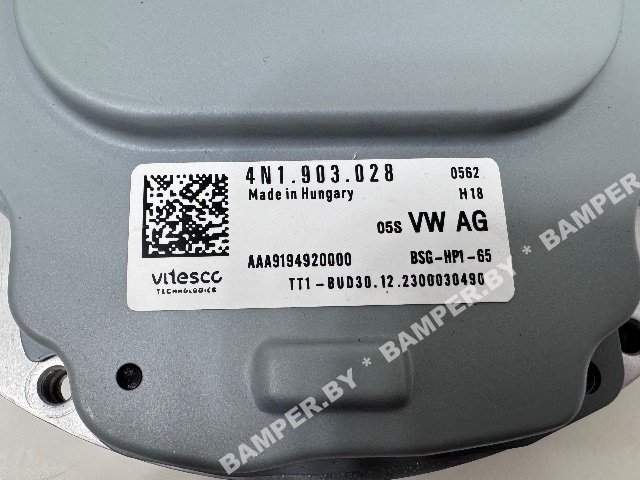 4N1.903.028 0562
Made in Hungary H18
05S VW AG
AAA9194920000 BSG-HP1-65
vitesco
TECHNOLOGIES
TT1-BUD30.12.2300030490
BAMPER.BY * BAMPER.BY * BAMPER.BY